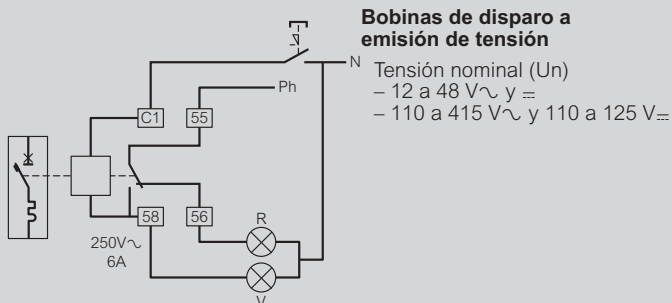 Bobinas de disparo a
emisión de tensión
Tensión nominal (Un)
– 12 a 48 V∿ y ⎓
– 110 a 415 V∿ y 110 a 125 V⎓
N
Ph
C1
55
58
56
250V∿
6A
R
V